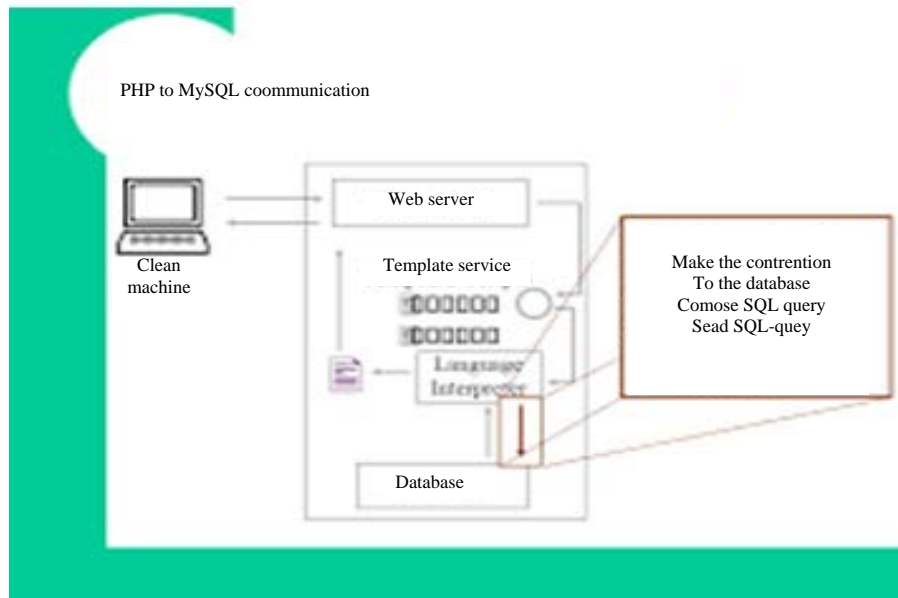 PHP to MySQL coommunication
Web server
Clean
machine
Template service
Make the contrention
To the database
Comose SQL query
Sead SQL-quey
Language
Interpreter
Database